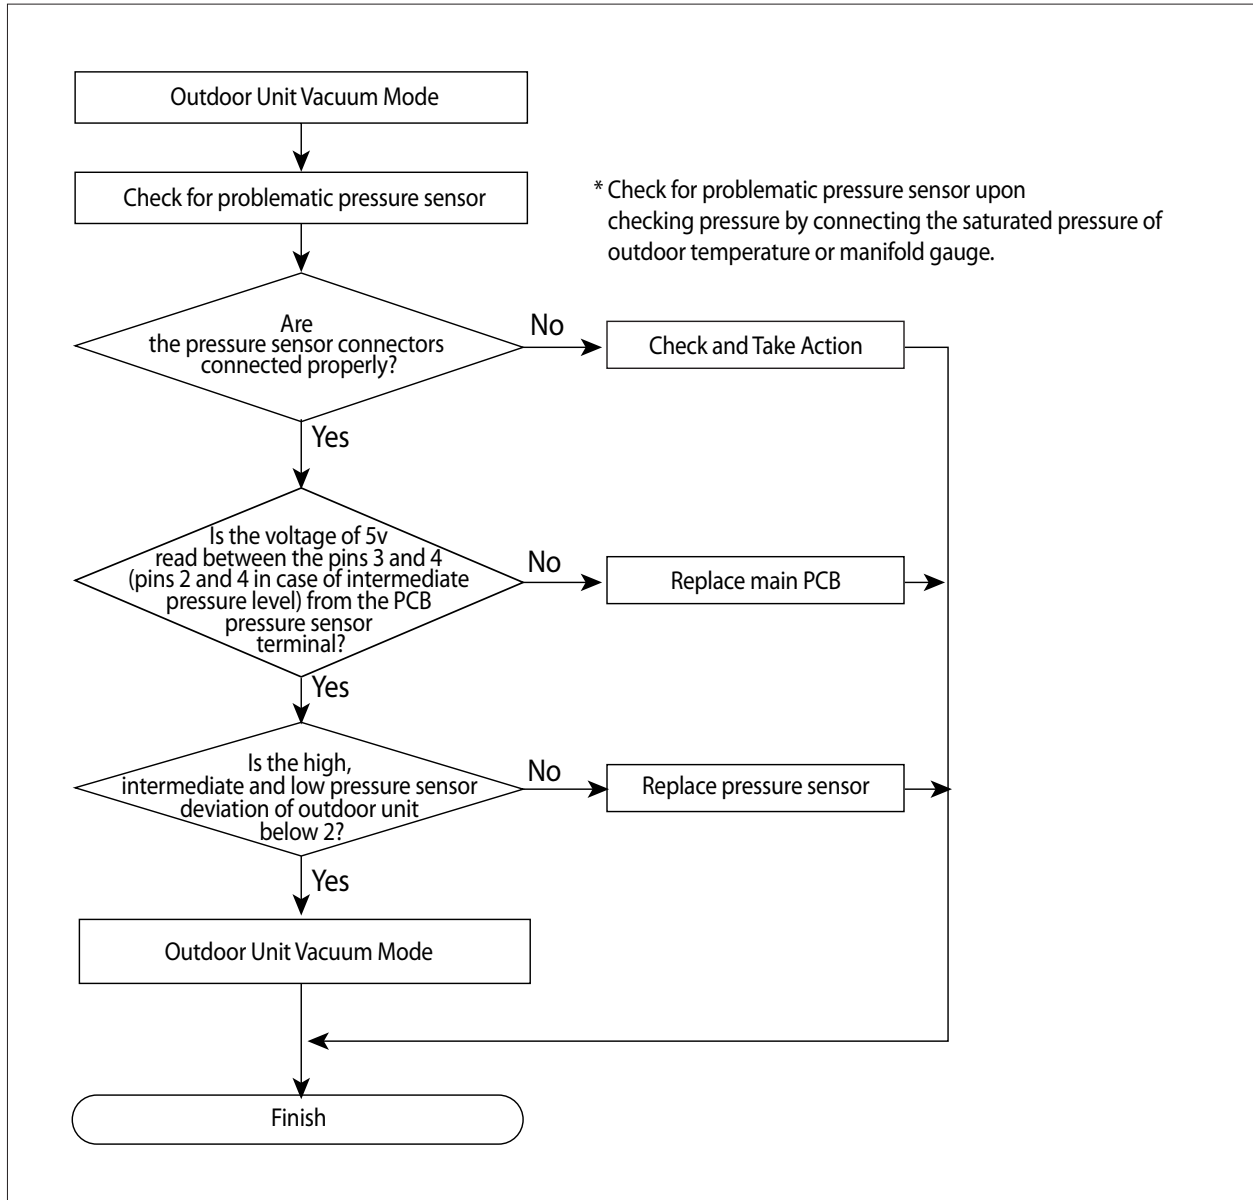 Outdoor Unit Vacuum Mode
Check for problematic pressure sensor
* Check for problematic pressure sensor upon
checking pressure by connecting the saturated pressure of
outdoor temperature or manifold gauge.
Are
the pressure sensor connectors
connected properly?
No
Check and Take Action
Yes
Is the voltage of 5v
read between the pins 3 and 4
(pins 2 and 4 in case of intermediate
pressure level) from the PCB
pressure sensor
terminal?
No
Replace main PCB
Yes
Is the high,
intermediate and low pressure sensor
deviation of outdoor unit
below 2?
No
Replace pressure sensor
Yes
Outdoor Unit Vacuum Mode
Finish